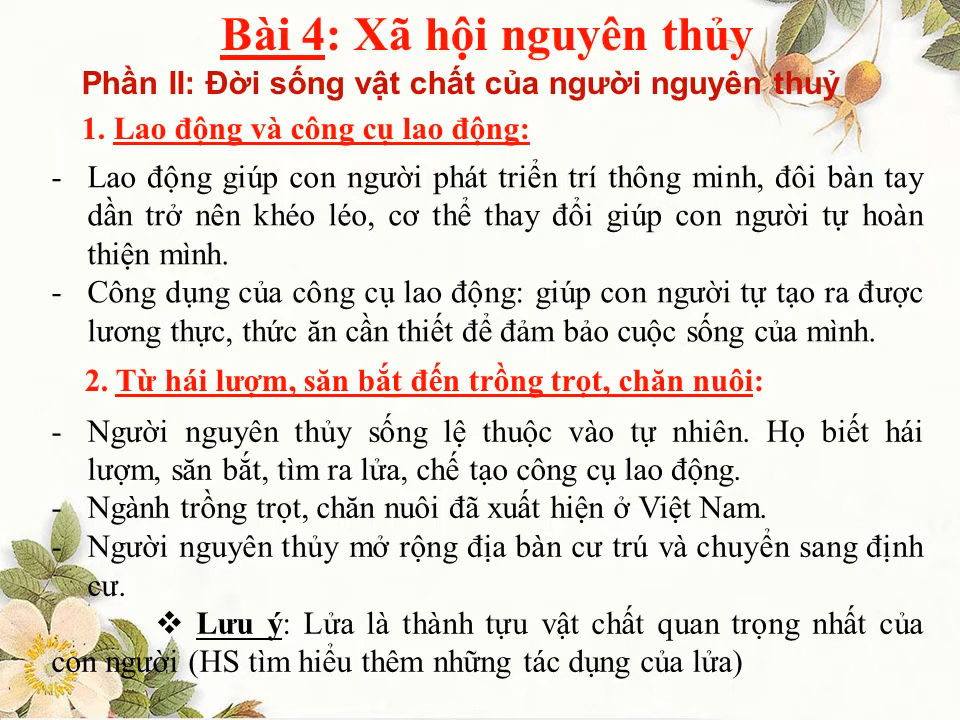 Bài 4: Xã hội nguyên thủy
Phần II: Đời sống vật chất của người nguyên thuỷ
1. Lao động và công cụ lao động:
- Lao động giúp con người phát triển trí thông minh, đôi bàn tay
dần trở nên khéo léo, cơ thể thay đổi giúp con người tự hoàn
thiện mình.
- Công dụng của công cụ lao động: giúp con người tự tạo ra được
lương thực, thức ăn cần thiết để đảm bảo cuộc sống của mình.
2. Từ hái lượm, săn bắt đến trồng trọt, chăn nuôi:
- Người nguyên thủy sống lệ thuộc vào tự nhiên. Họ biết hái
lượm, săn bắt, tìm ra lửa, chế tạo công cụ lao động.
- Ngành trồng trọt, chăn nuôi đã xuất hiện ở Việt Nam.
- Người nguyên thủy mở rộng địa bàn cư trú và chuyển sang định
cư.
❖ Lưu ý: Lửa là thành tựu vật chất quan trọng nhất của
con người (HS tìm hiểu thêm những tác dụng của lửa)